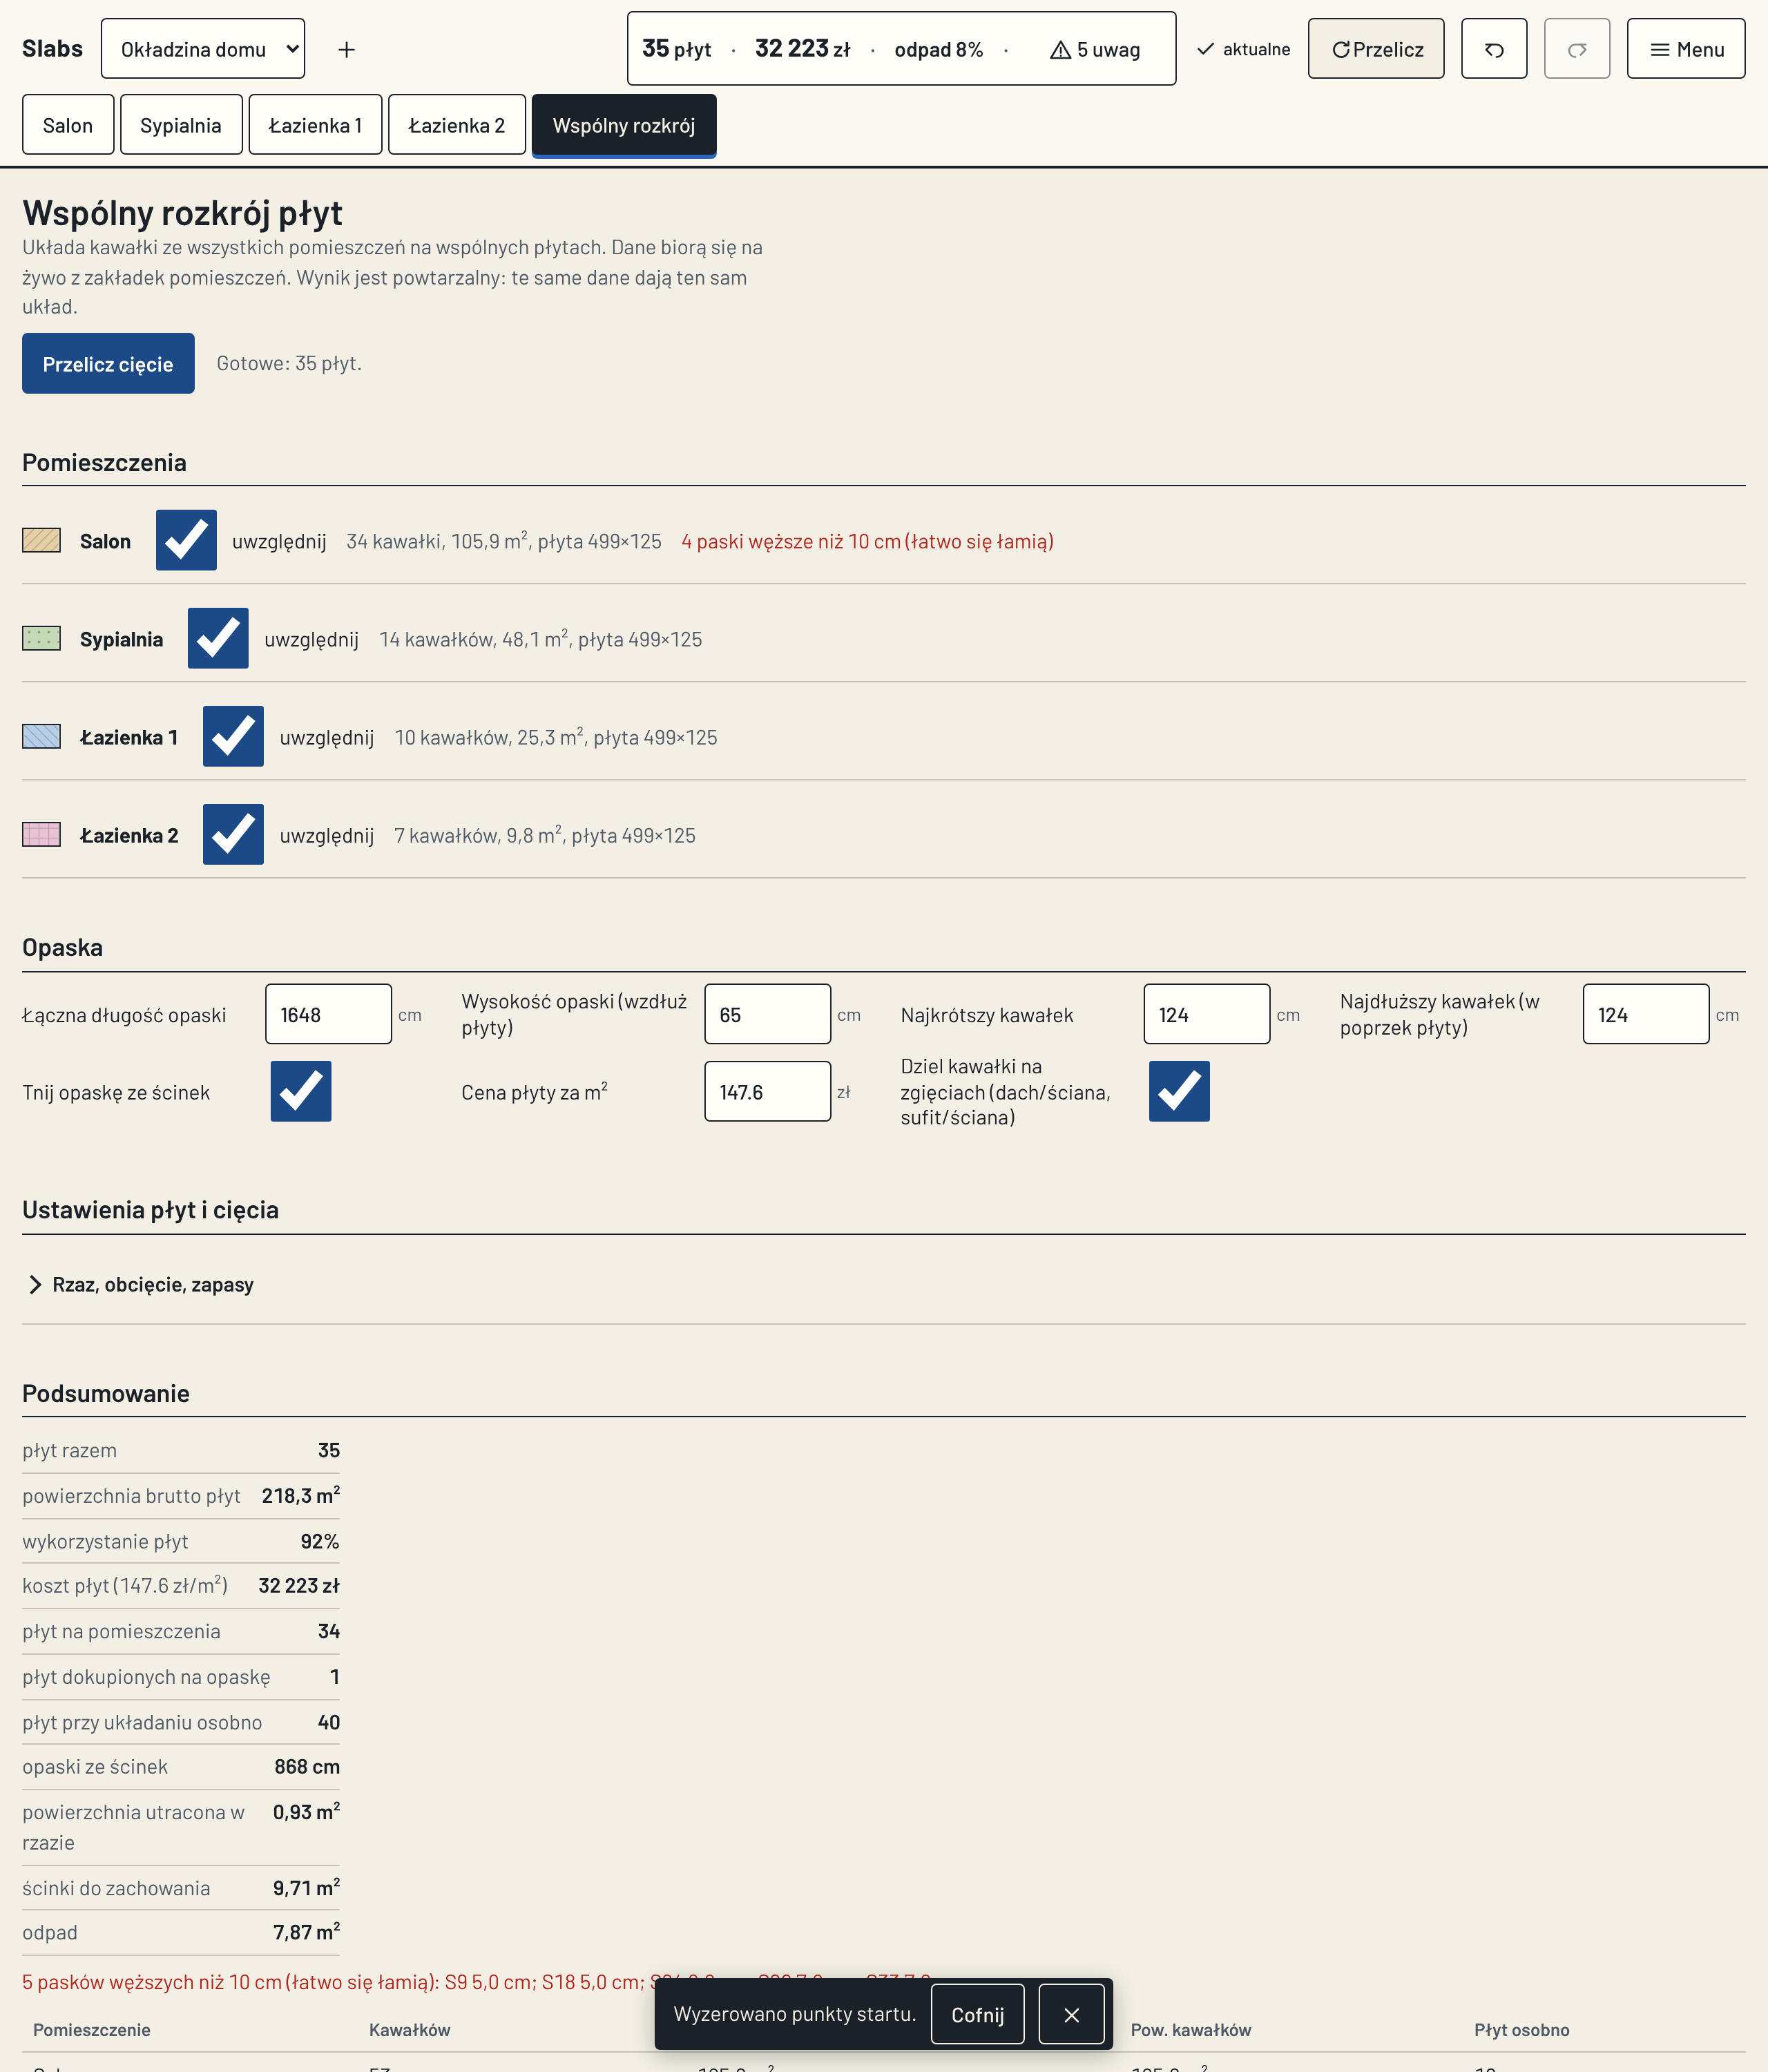 Slabs Okładzina domu + 35 płyt · 32 223 zł · odpad 8% · 5 uwag aktualne Przelicz Menu
Salon Sypialnia Łazienka 1 Łazienka 2 Wspólny rozkrój
Wspólny rozkrój płyt
Układa kawałki ze wszystkich pomieszczeń na wspólnych płytach. Dane biorą się na
żywo z zakładek pomieszczeń. Wynik jest powtarzalny: te same dane dają ten sam
układ.
Przelicz cięcie Gotowe: 35 płyt.
Pomieszczenia
Salon uwzględnij 34 kawałki, 105,9 m², płyta 499×125 4 paski węższe niż 10 cm (łatwo się łamią)
Sypialnia uwzględnij 14 kawałków, 48,1 m², płyta 499×125
Łazienka 1 uwzględnij 10 kawałków, 25,3 m², płyta 499×125
Łazienka 2 uwzględnij 7 kawałków, 9,8 m², płyta 499×125
Opaska
Łączna długość opaski 1648 cm
Wysokość opaski (wzdłuż
płyty) 65 cm
Najkrótszy kawałek 124 cm
Najdłuższy kawałek (w
poprzek płyty) 124 cm
Tnij opaskę ze ścinek
Cena płyty za m² 147.6 zł
Dziel kawałki na
zgięciach (dach/ściana,
sufit/ściana)
Ustawienia płyt i cięcia
Rzaz, obcięcie, zapasy
Podsumowanie
płyt razem 35
powierzchnia brutto płyt 218,3 m²
wykorzystanie płyt 92%
koszt płyt (147.6 zł/m²) 32 223 zł
płyt na pomieszczenia 34
płyt dokupionych na opaskę 1
płyt przy układaniu osobno 40
opaski ze ścinek 868 cm
powierzchnia utracona w 0,93 m²
rzazie
ścinki do zachowania 9,71 m²
odpad 7,87 m²
5 pasków węższych niż 10 cm (łatwo się łamią): S9 5,0 cm; S18 5,0 cm;
Wyzerowano punkty startu. Cofnij
Pomieszczenie Kawałków Pow. kawałków Płyt osobno